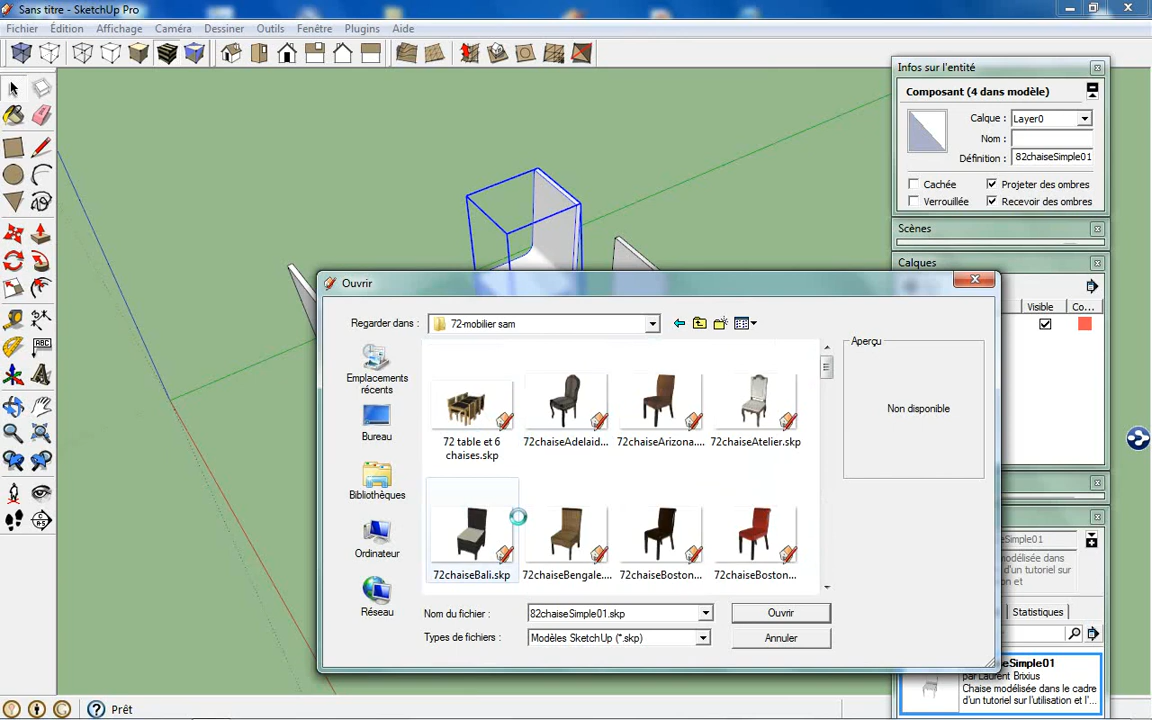 Sans titre - SketchUp Pro
Fichier Édition Affichage Caméra Dessiner Outils Fenêtre Plugins Aide
Infos sur l'entité
Composant (4 dans modèle)
Calque : Layer0
Nom :
Définition : 82chaiseSimple01
Cachée Projeter des ombres
Verrouillée Recevoir des ombres
Scènes
Calques
Visible Co...
Ouvrir
Regarder dans : 72-mobilier sam
Emplacements récents
Bureau
Bibliothèques
Ordinateur
Réseau
72 table et 6 chaises.skp
72chaiseAdelaid...
72chaiseArizona....
72chaiseAtelier.skp
72chaiseBali.skp
72chaiseBengale....
72chaiseBoston...
72chaiseBoston...
Aperçu
Non disponible
Nom du fichier : 82chaiseSimple01.skp
Ouvrir
Types de fichiers : Modèles SketchUp (*.skp)
Annuler
Simple01
modélisée dans
un tutoriel sur
n et
Statistiques
eSimple01
par Laurent Brixius
Chaise modélisée dans le cadre
d'un tutoriel sur l'utilisation et l'...
Prêt